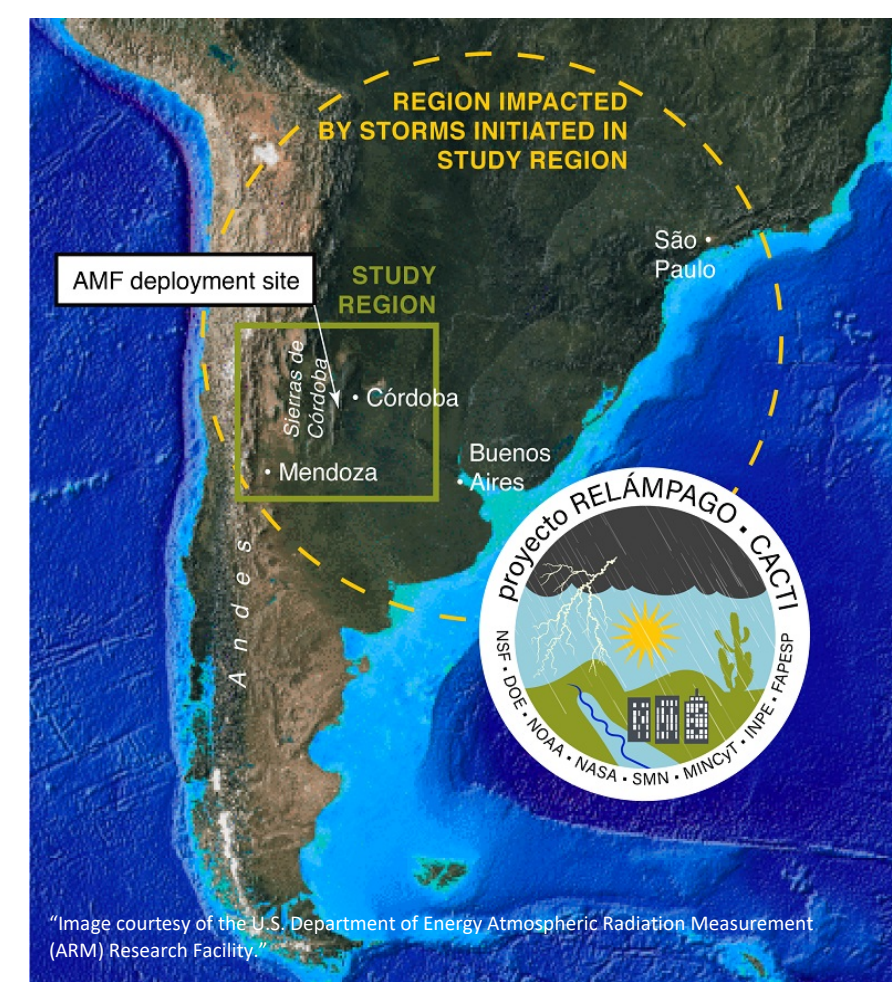 REGION IMPACTED
BY STORMS INITIATED IN
STUDY REGION
São
Paulo
AMF deployment site
STUDY
REGION
Sierras de
Córdoba
Córdoba
Mendoza
Buenos
Aires
Andes
proyecto RELÁMPAGO • CACTI
NSF • DOE • NOAA • NASA • SMN • MINCyT • INPE • FAPESP
“Image courtesy of the U.S. Department of Energy Atmospheric Radiation Measurement
(ARM) Research Facility.”